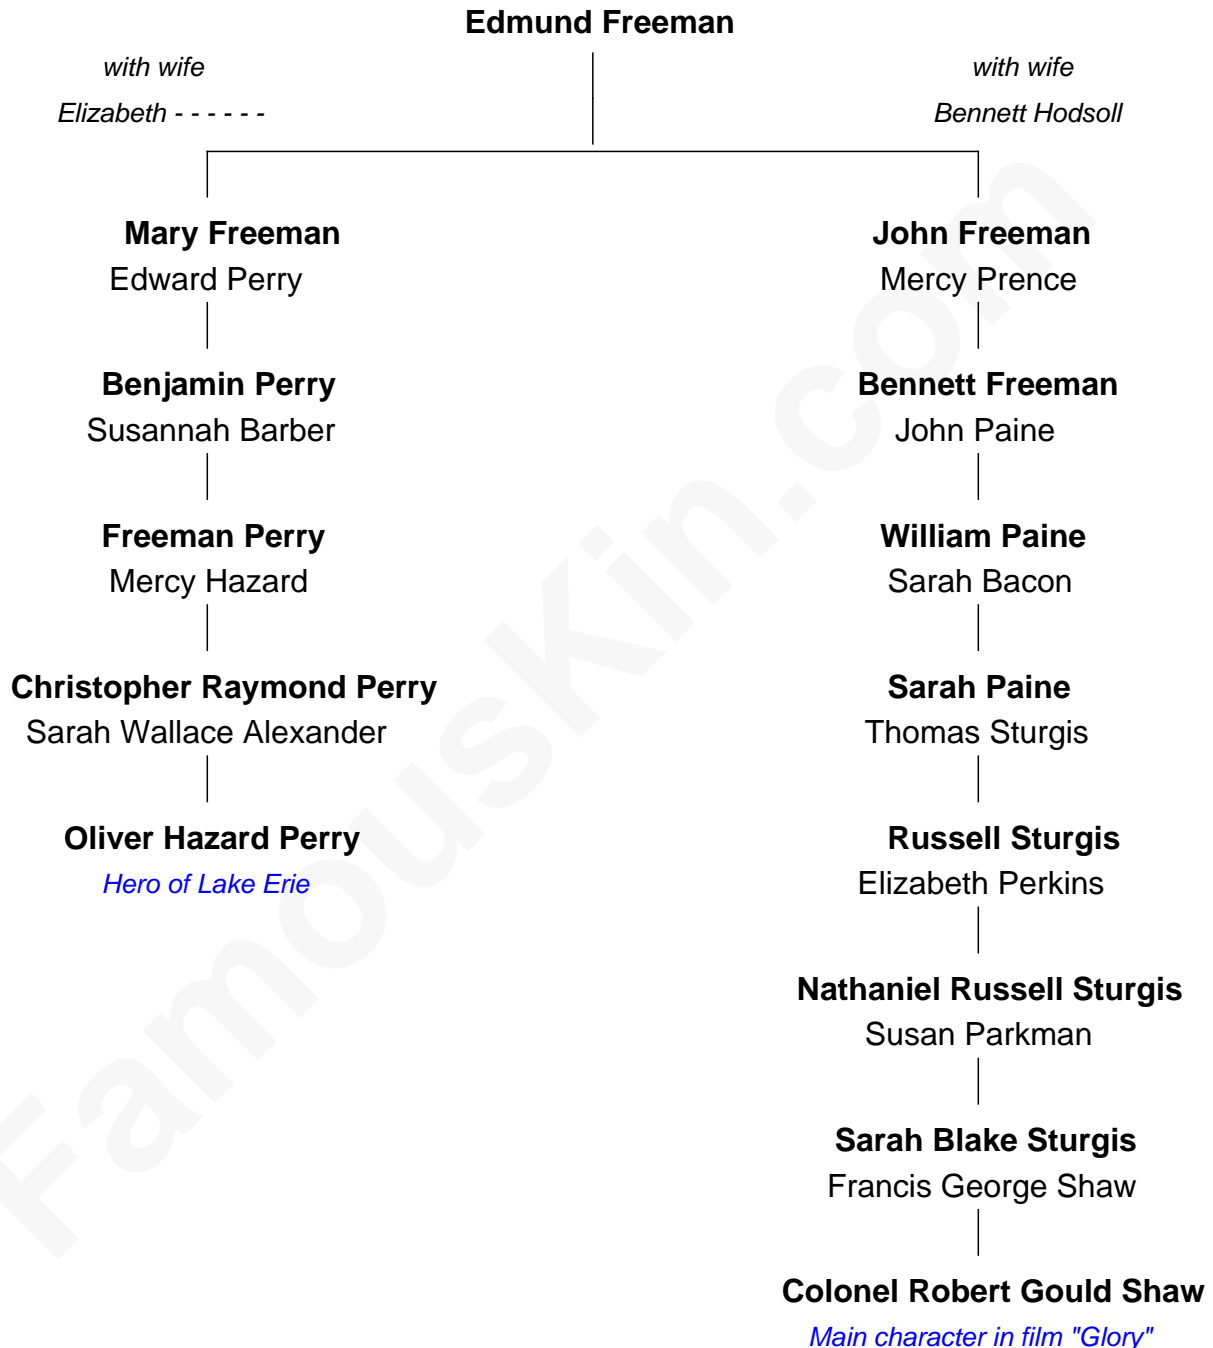 Edmund Freeman
with wife
Elizabeth - - - - - -
with wife
Bennett Hodsoll
Mary Freeman
Edward Perry
Benjamin Perry
Susannah Barber
Freeman Perry
Mercy Hazard
Christopher Raymond Perry
Sarah Wallace Alexander
Oliver Hazard Perry
Hero of Lake Erie
John Freeman
Mercy Prence
Bennett Freeman
John Paine
William Paine
Sarah Bacon
Sarah Paine
Thomas Sturgis
Russell Sturgis
Elizabeth Perkins
Nathaniel Russell Sturgis
Susan Parkman
Sarah Blake Sturgis
Francis George Shaw
Colonel Robert Gould Shaw
Main character in film "Glory"
FamousKin.com